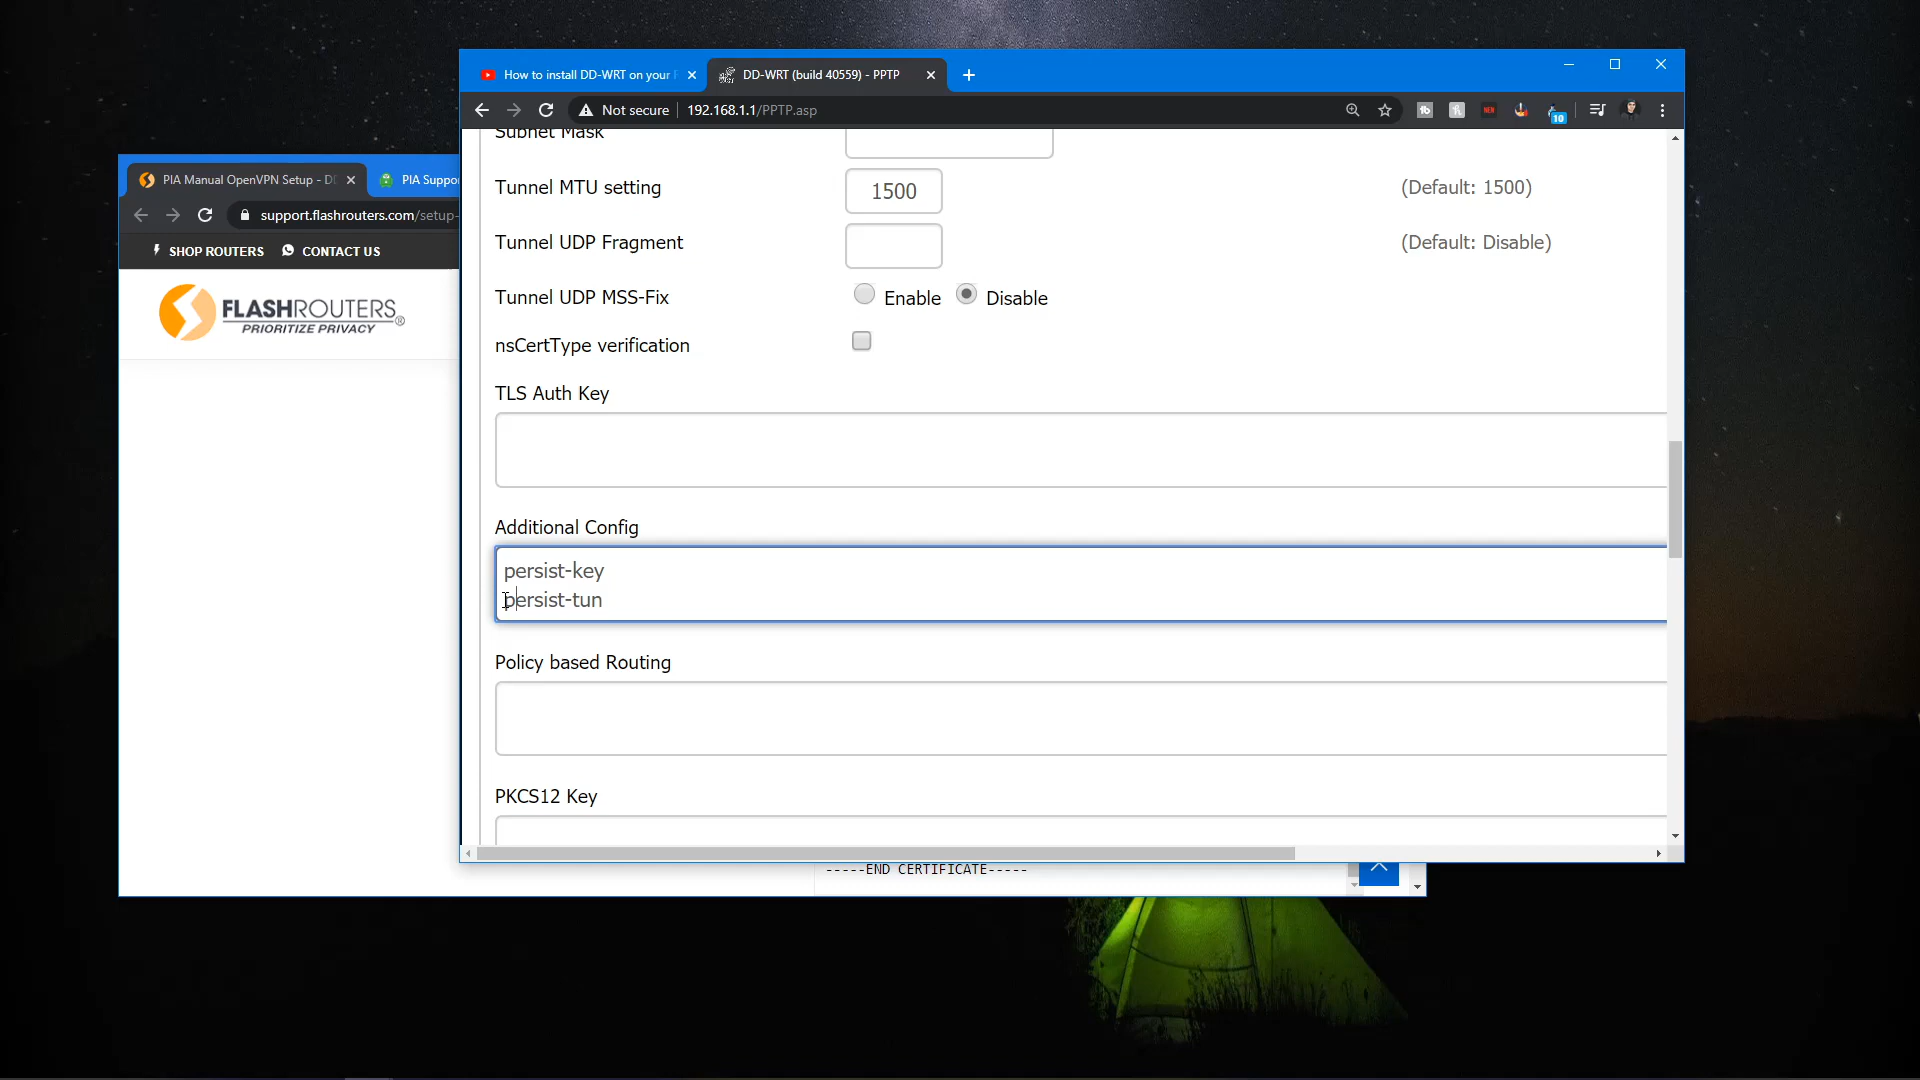 How to install DD-WRT on your
DD-WRT (build 40559) - PPTP
Not secure
192.168.1.1/PPTP.asp
NEW
10
PIA Manual OpenVPN Setup - D
PIA Suppo
support.flashrouters.com/setup-
SHOP ROUTERS
CONTACT US
FLASHROUTERS®
PRIORITIZE PRIVACY
Subnet Mask
Tunnel MTU setting
1500
(Default: 1500)
Tunnel UDP Fragment
(Default: Disable)
Tunnel UDP MSS-Fix
Enable
Disable
nsCertType verification
TLS Auth Key
Additional Config
persist-key
persist-tun
Policy based Routing
PKCS12 Key
-----END CERTIFICATE-----